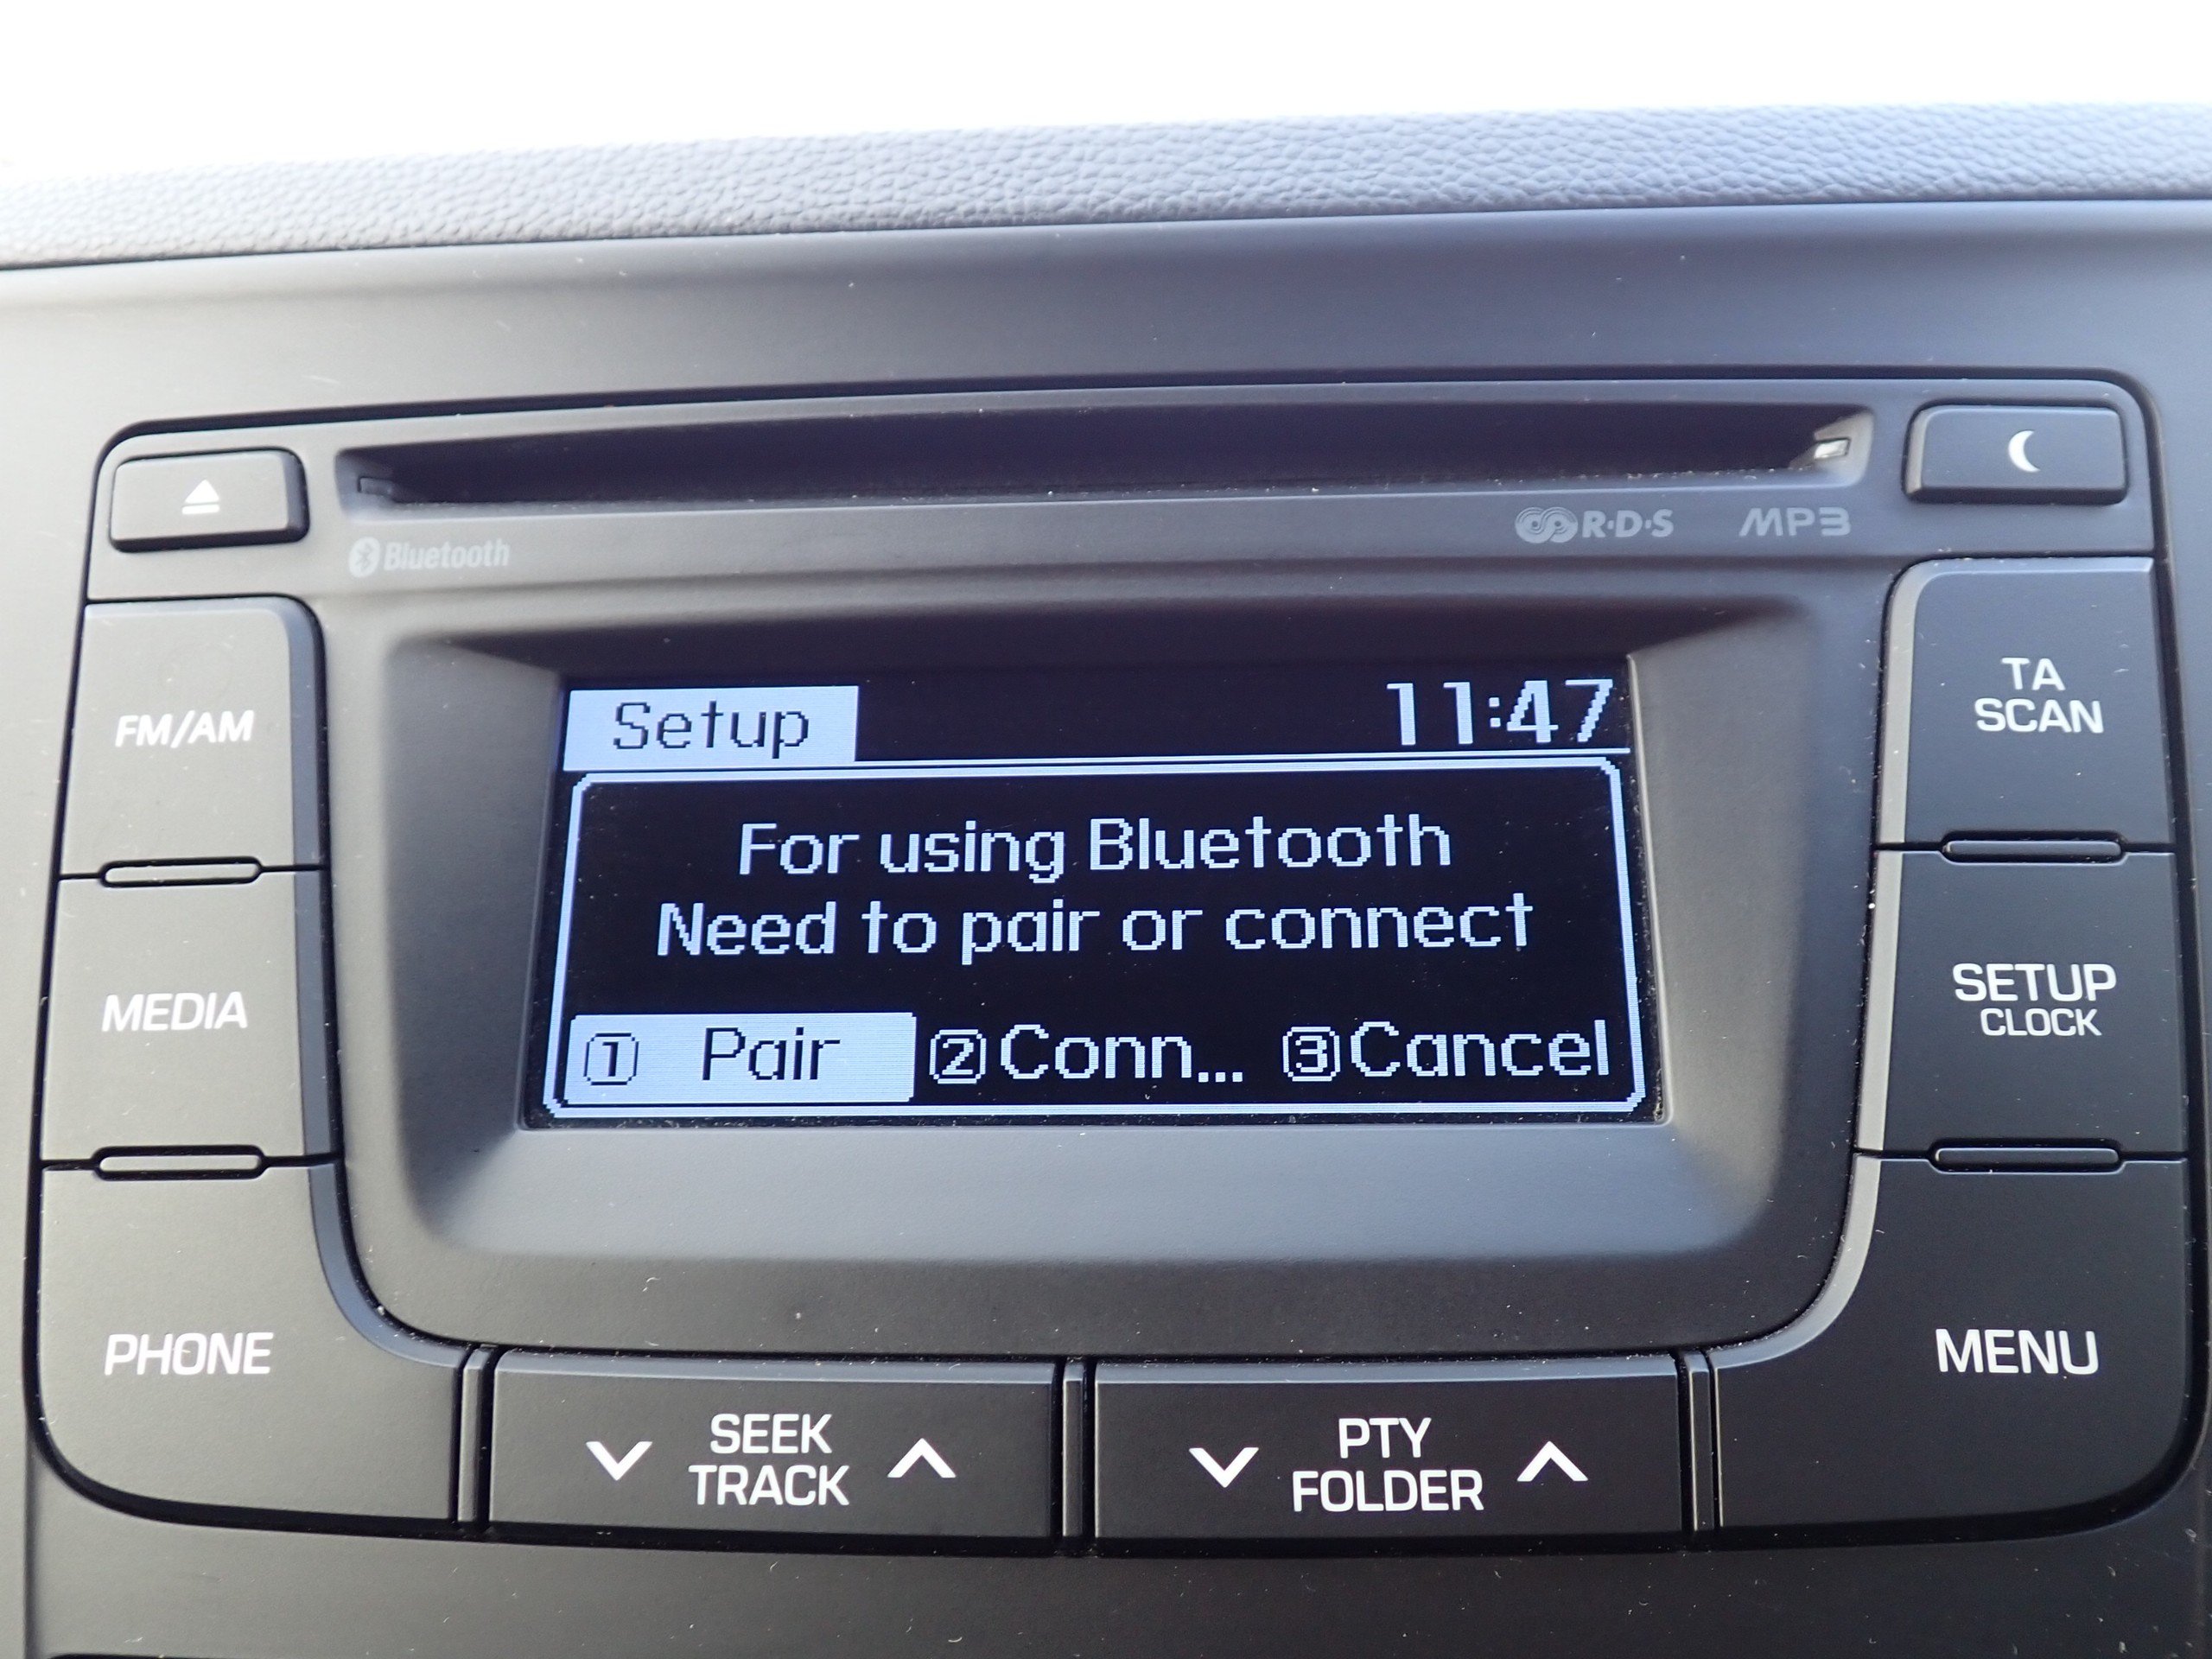 Bluetooth
R·D·S
MP3
FM/AM
MEDIA
PHONE
Setup
11:47
For using Bluetooth
Need to pair or connect
① Pair ②Conn... ③Cancel
TA
SCAN
SETUP
CLOCK
MENU
SEEK
TRACK
PTY
FOLDER